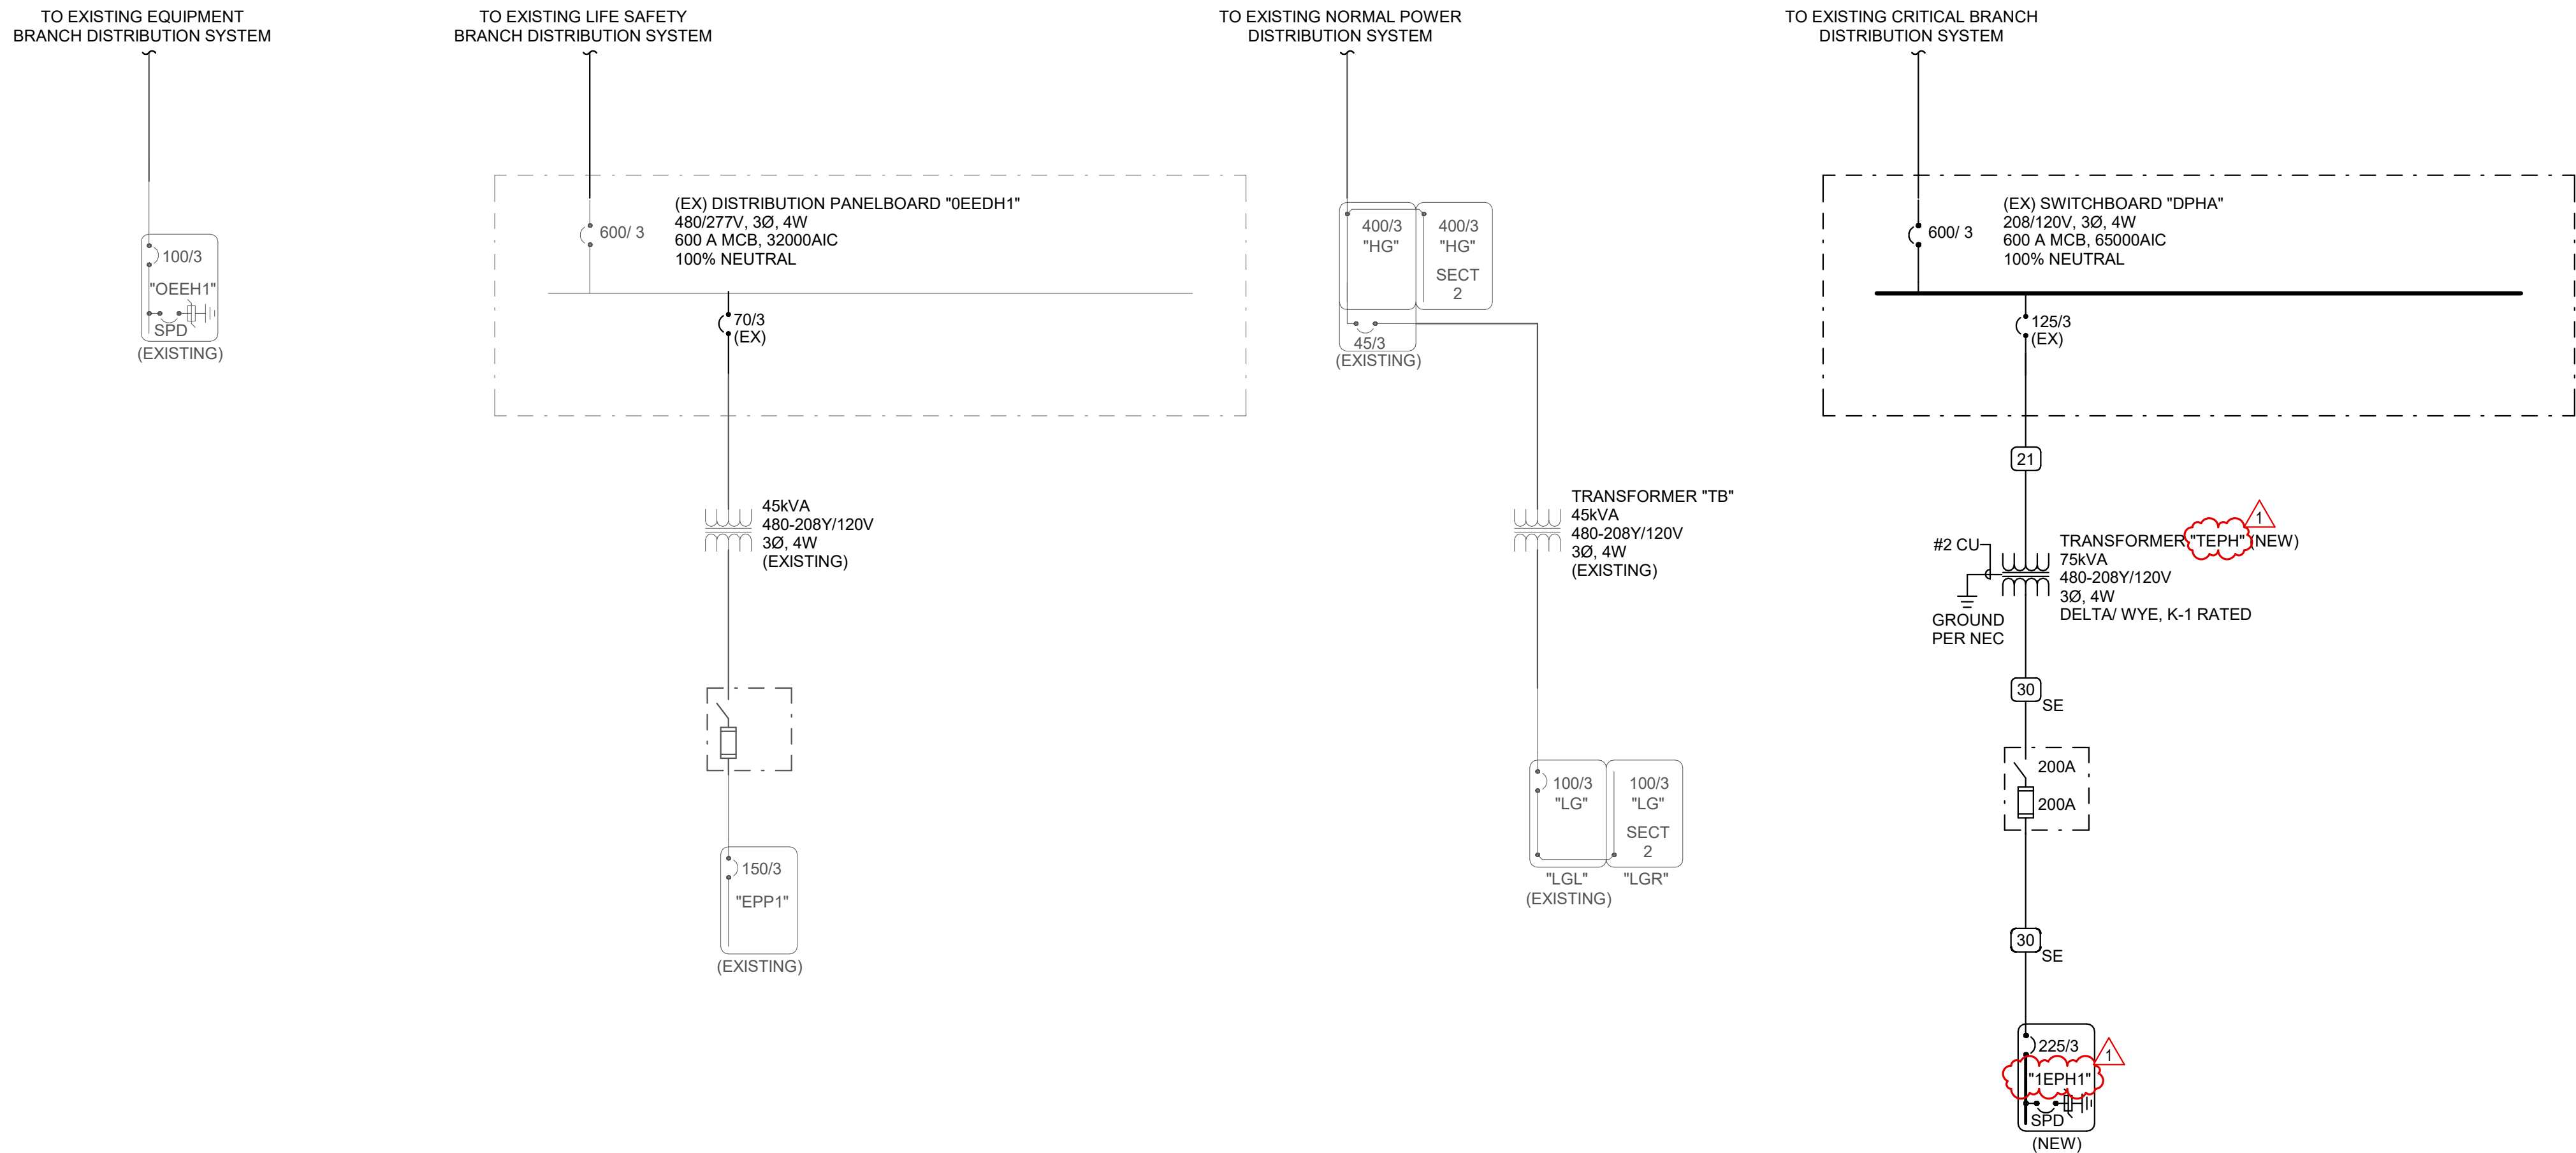 TO EXISTING EQUIPMENT
BRANCH DISTRIBUTION SYSTEM
100/3
"OEEH1"
SPD
(EXISTING)
TO EXISTING LIFE SAFETY
BRANCH DISTRIBUTION SYSTEM
600/ 3
(EX) DISTRIBUTION PANELBOARD "0EEDH1"
480/277V, 3Ø, 4W
600 A MCB, 32000AIC
100% NEUTRAL
70/3
(EX)
45kVA
480-208Y/120V
3Ø, 4W
(EXISTING)
150/3
"EPP1"
(EXISTING)
TO EXISTING NORMAL POWER
DISTRIBUTION SYSTEM
400/3
"HG"
400/3
"HG"
SECT
2
45/3
(EXISTING)
TRANSFORMER "TB"
45kVA
480-208Y/120V
3Ø, 4W
(EXISTING)
100/3
"LG"
100/3
"LG"
SECT
2
"LGL"
"LGR"
(EXISTING)
TO EXISTING CRITICAL BRANCH
DISTRIBUTION SYSTEM
600/ 3
(EX) SWITCHBOARD "DPHA"
208/120V, 3Ø, 4W
600 A MCB, 65000AIC
100% NEUTRAL
125/3
(EX)
21
1
#2 CU
TRANSFORMER "TEPH" (NEW)
75kVA
480-208Y/120V
3Ø, 4W
DELTA/ WYE, K-1 RATED
GROUND
PER NEC
30
SE
200A
200A
30
SE
225/3
1
"1EPH1"
SPD
(NEW)